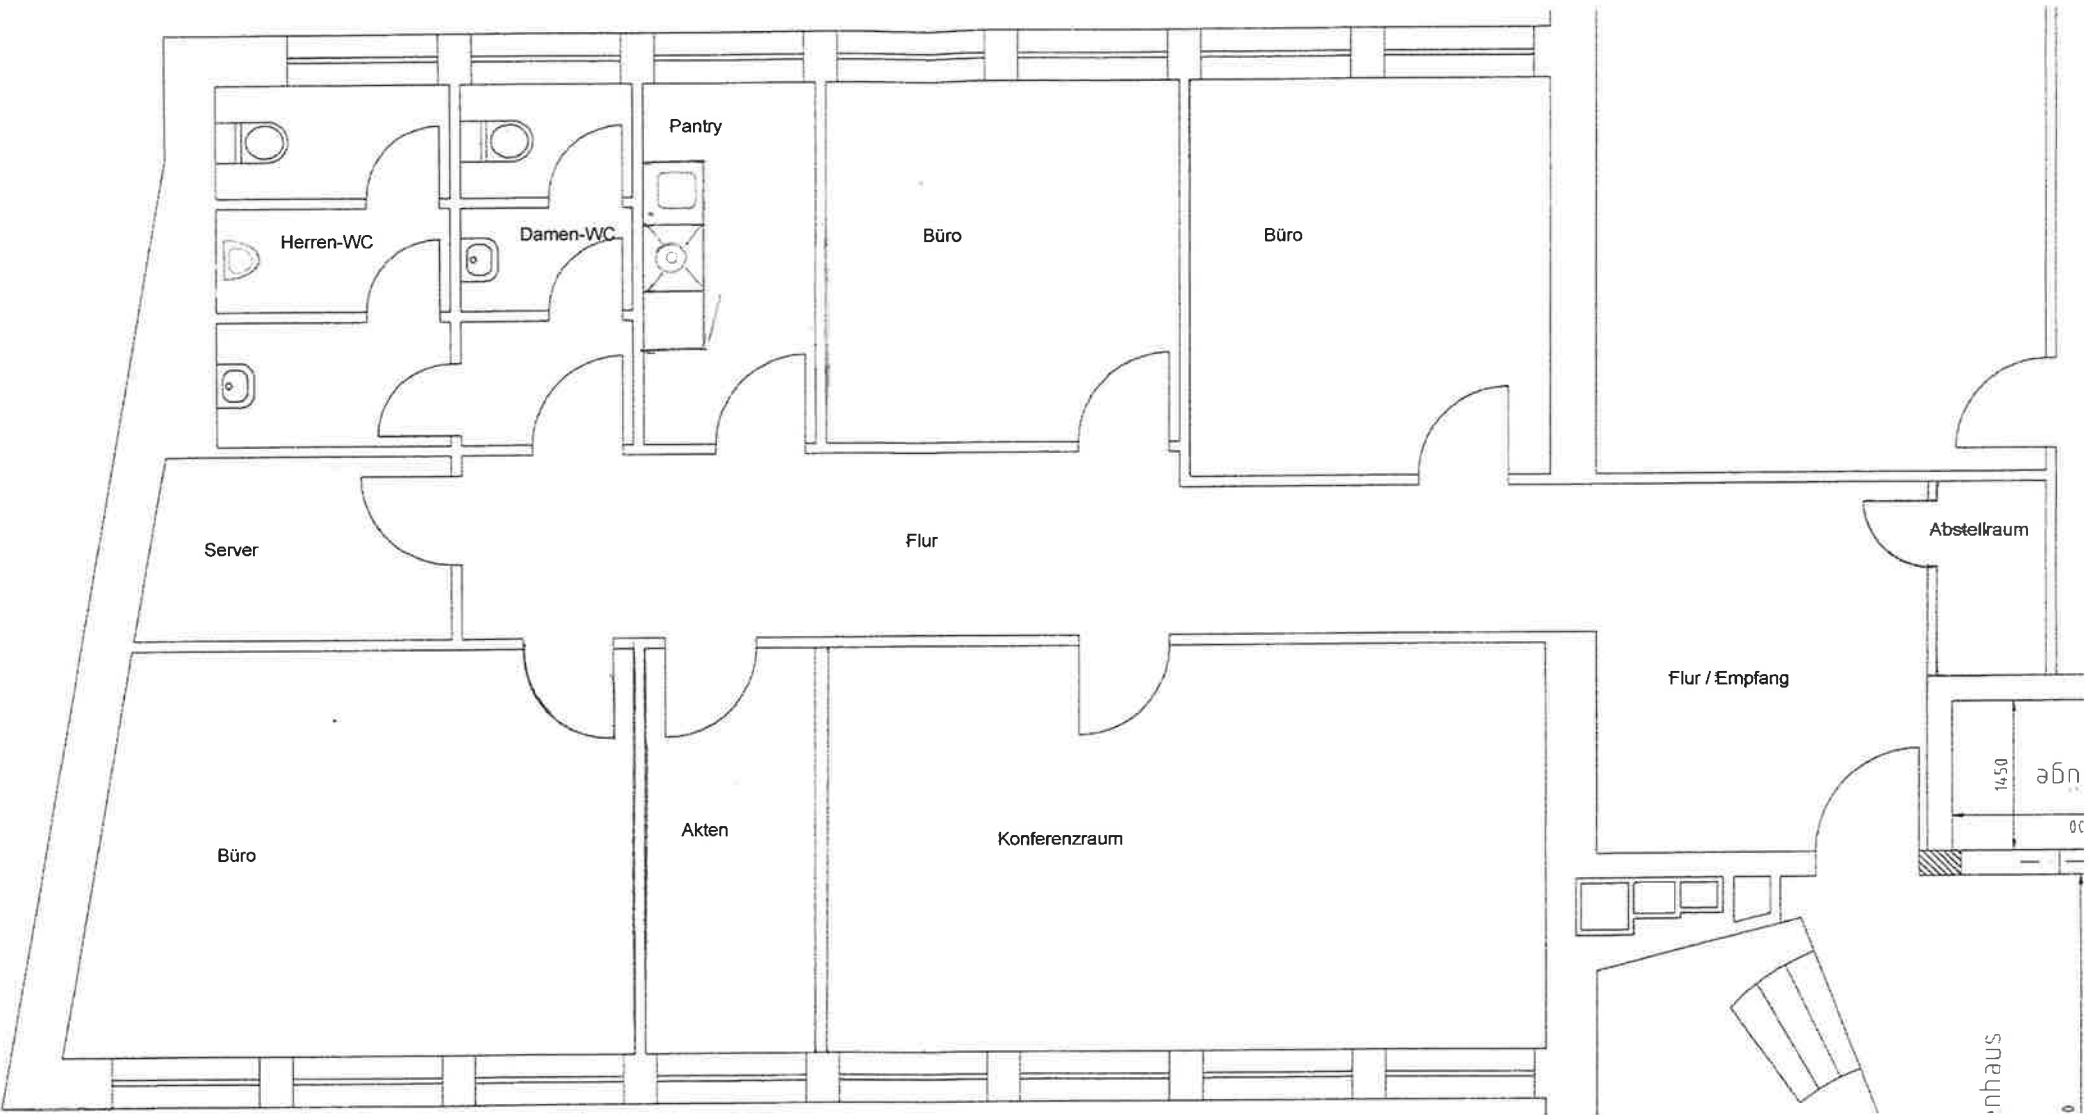 Pantry
Herren-WC
Damen-WC
Büro
Büro
Server
Flur
Abstellraum
Flur / Empfang
1450
Büro
Akten
Konferenzraum